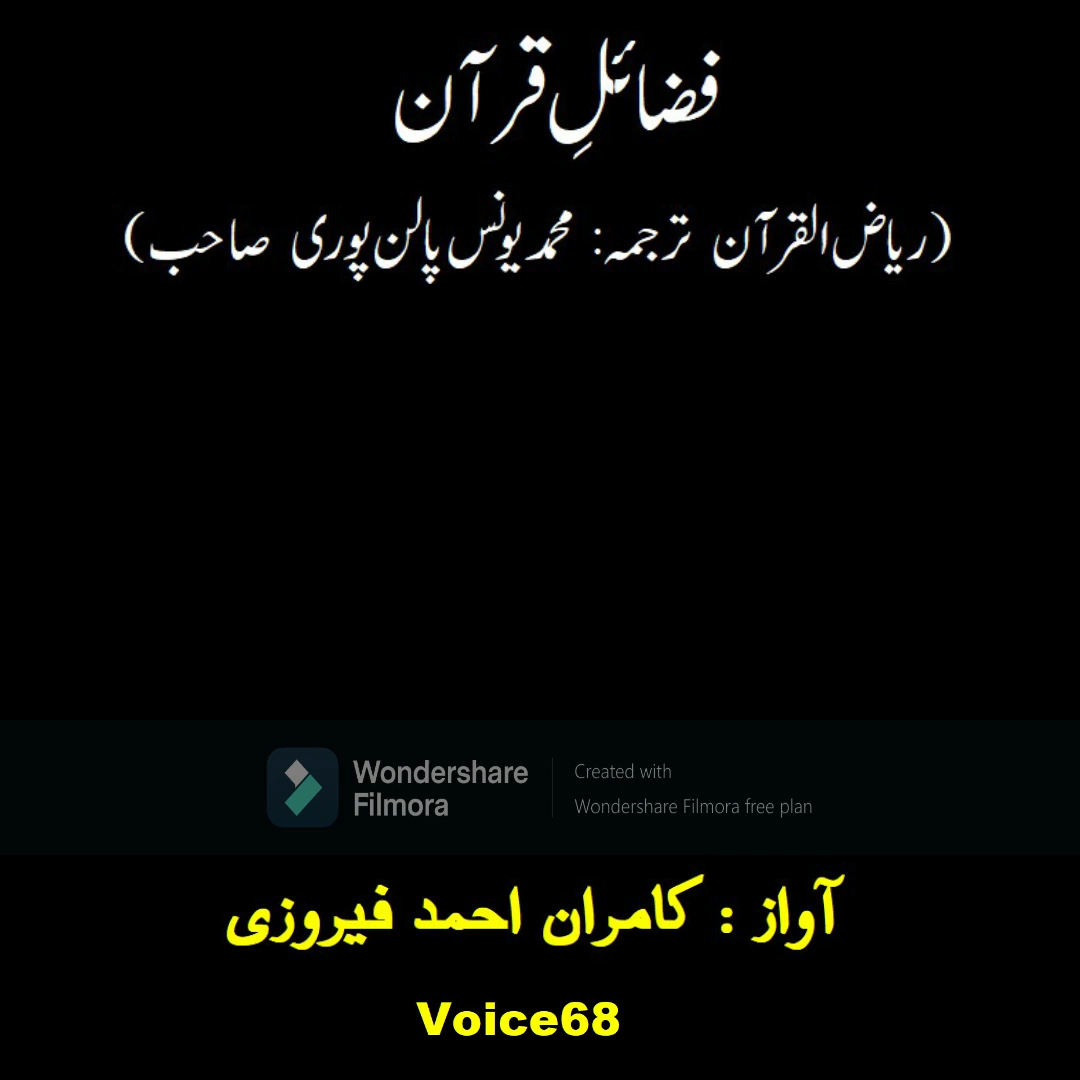 فضائلِ قرآن
(ریاض القرآن ترجمہ: محمد یونس پالن پوری صاحب)
Wondershare
Filmora
Created with
Wondershare Filmora free plan
آواز : کامران احمد فیروزی
Voice68